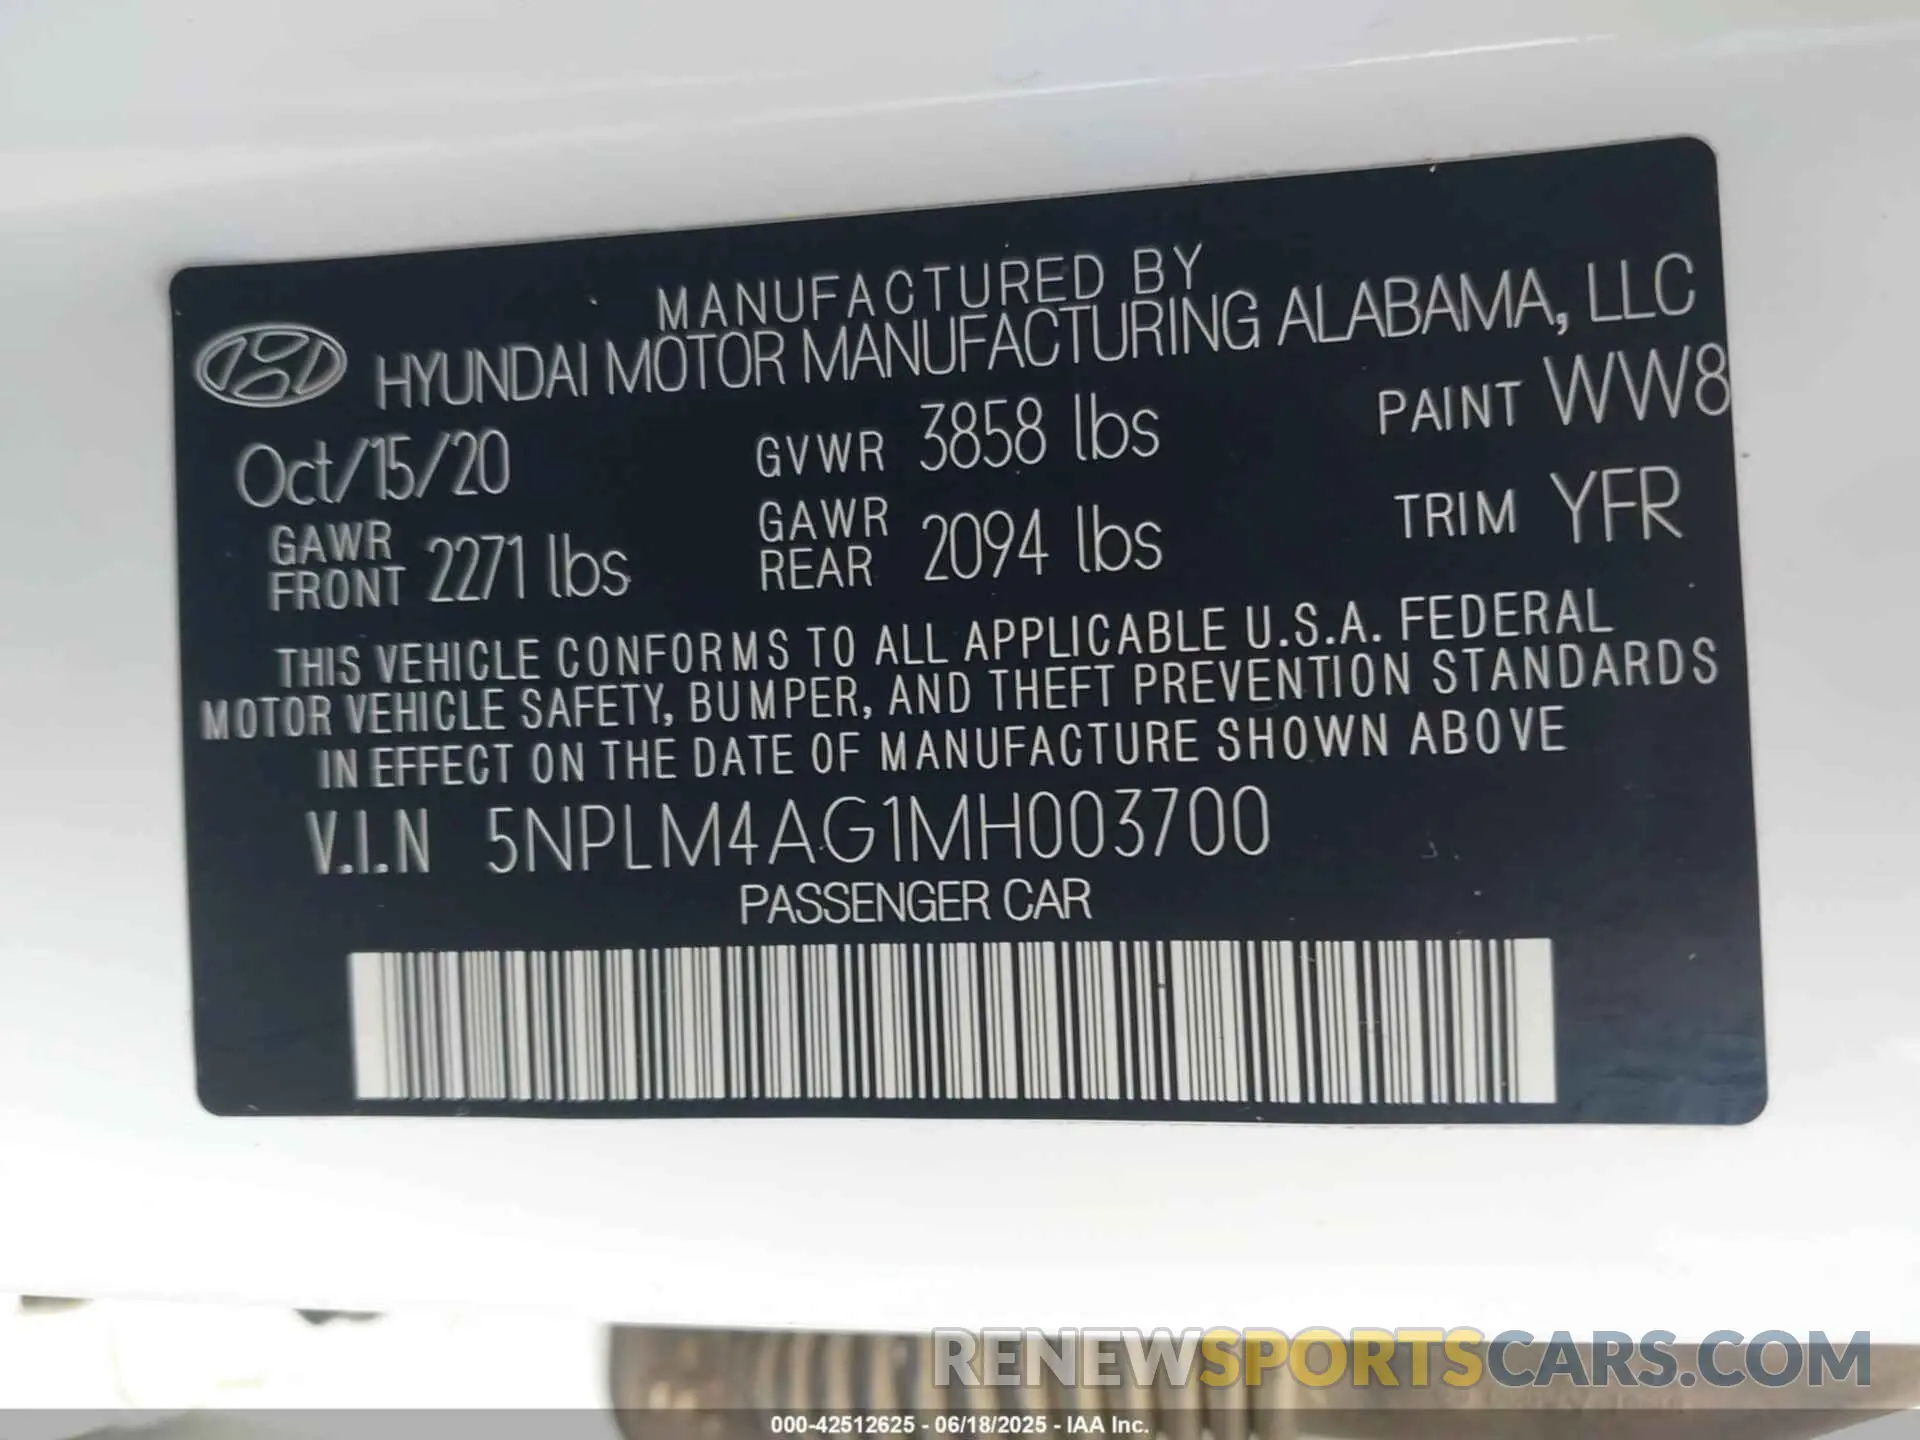 MANUFACTURED BY
HYUNDAI MOTOR MANUFACTURING ALABAMA, LLC
Oct/15/20 GVWR 3858 lbs PAINT WW8
GAWR FRONT 2271 lbs GAWR REAR 2094 lbs TRIM YFR
THIS VEHICLE CONFORMS TO ALL APPLICABLE U.S.A. FEDERAL
MOTOR VEHICLE SAFETY, BUMPER, AND THEFT PREVENTION STANDARDS
IN EFFECT ON THE DATE OF MANUFACTURE SHOWN ABOVE
V.I.N 5NPLM4AG1MH003700
PASSENGER CAR
RENEWSPORTSCARS.COM
000-42512625 - 06/18/2025 - IAA Inc.